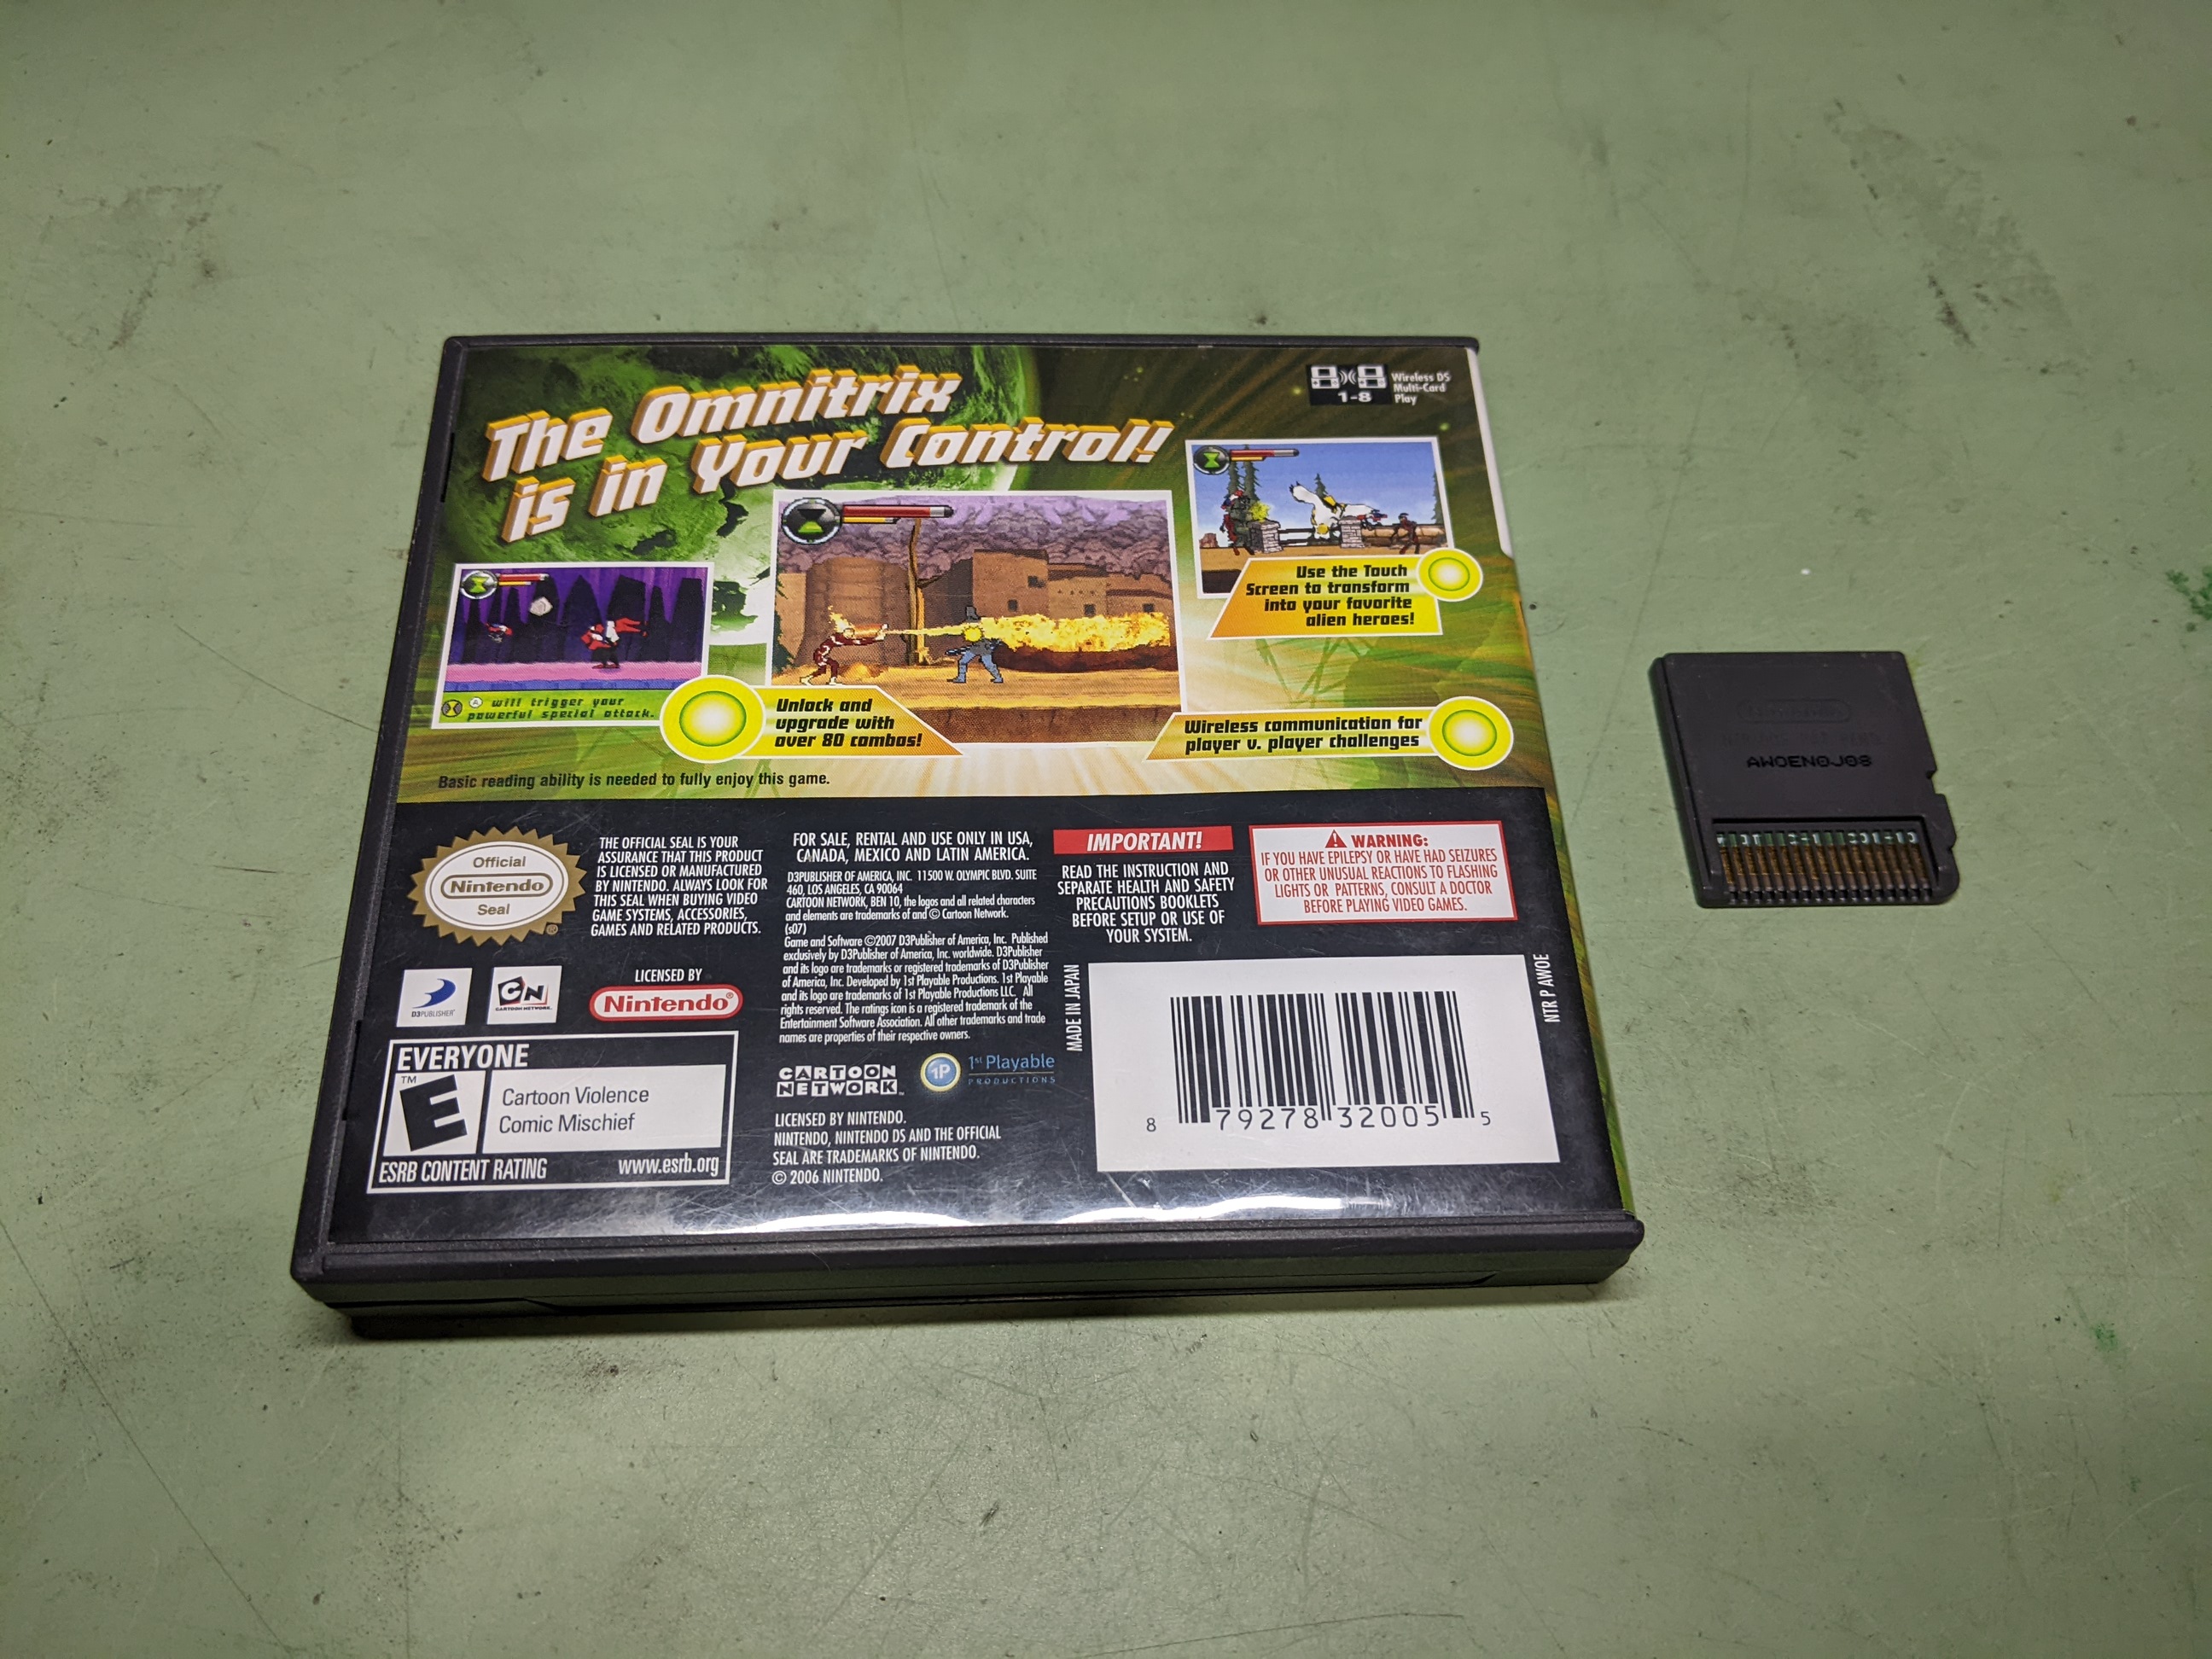 The Omnitrix
is in Your Control!
1-8
Wireless DS
Multi-Card
Play
Use the Touch
Screen to transform
into your favorite
alien heroes!
A will trigger your
powerful special attack.
Unlock and
upgrade with
over 80 combos!
Wireless communication for
player v. player challenges
Basic reading ability is needed to fully enjoy this game.
Official
Nintendo
Seal
®
THE OFFICIAL SEAL IS YOUR
ASSURANCE THAT THIS PRODUCT
IS LICENSED OR MANUFACTURED
BY NINTENDO. ALWAYS LOOK FOR
THIS SEAL WHEN BUYING VIDEO
GAME SYSTEMS, ACCESSORIES,
GAMES AND RELATED PRODUCTS.
D3PUBLISHER
CN
CARTOON NETWORK
LICENSED BY
Nintendo®
EVERYONE
E™
Cartoon Violence
Comic Mischief
ESRB CONTENT RATING www.esrb.org
FOR SALE, RENTAL AND USE ONLY IN USA,
CANADA, MEXICO AND LATIN AMERICA.
D3PUBLISHER OF AMERICA, INC. 11500 W. OLYMPIC BLVD. SUITE
460, LOS ANGELES, CA 90064
CARTOON NETWORK, BEN 10, the logos and all related characters
and elements are trademarks of and © Cartoon Network.
(s07)
Game and Software ©2007 D3Publisher of America, Inc. Published
exclusively by D3Publisher of America, Inc. worldwide. D3Publisher
and its logo are trademarks or registered trademarks of D3Publisher
of America, Inc. Developed by 1st Playable Productions. 1st Playable
and its logo are trademarks of 1st Playable Productions LLC. All
rights reserved. The ratings icon is a registered trademark of the
Entertainment Software Association. All other trademarks and trade
names are properties of their respective owners.
CARTOON
NETWORK™
1P
1st Playable
PRODUCTIONS
LICENSED BY NINTENDO.
NINTENDO, NINTENDO DS AND THE OFFICIAL
SEAL ARE TRADEMARKS OF NINTENDO.
© 2006 NINTENDO.
IMPORTANT!
READ THE INSTRUCTION AND
SEPARATE HEALTH AND SAFETY
PRECAUTIONS BOOKLETS
BEFORE SETUP OR USE OF
YOUR SYSTEM.
WARNING:
IF YOU HAVE EPILEPSY OR HAVE HAD SEIZURES
OR OTHER UNUSUAL REACTIONS TO FLASHING
LIGHTS OR PATTERNS, CONSULT A DOCTOR
BEFORE PLAYING VIDEO GAMES.
MADE IN JAPAN
NTR P AWOE
8 79278 32005 5
AWOEN0J08